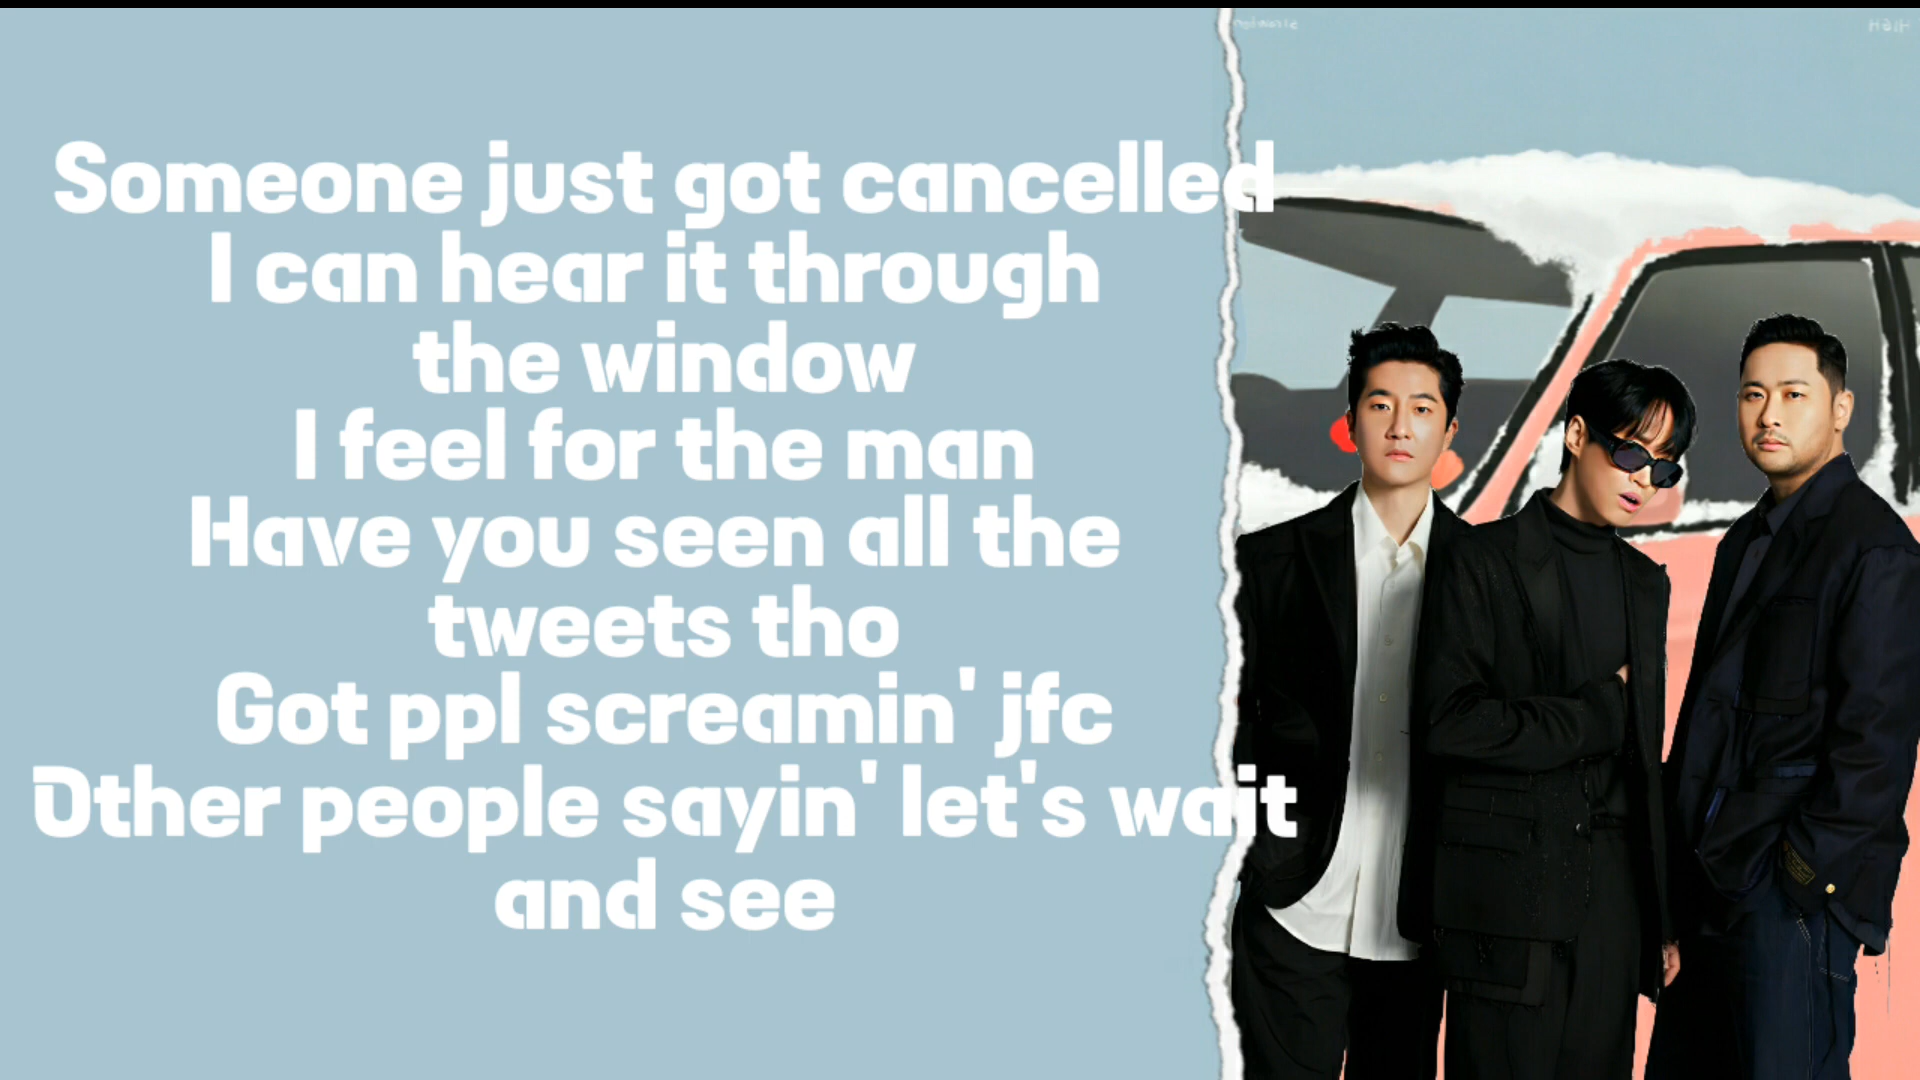 Someone just got cancelled
I can hear it through
the window
I feel for the man
Have you seen all the
tweets tho
Got ppl screamin' jfc
Other people sayin' let's wait
and see